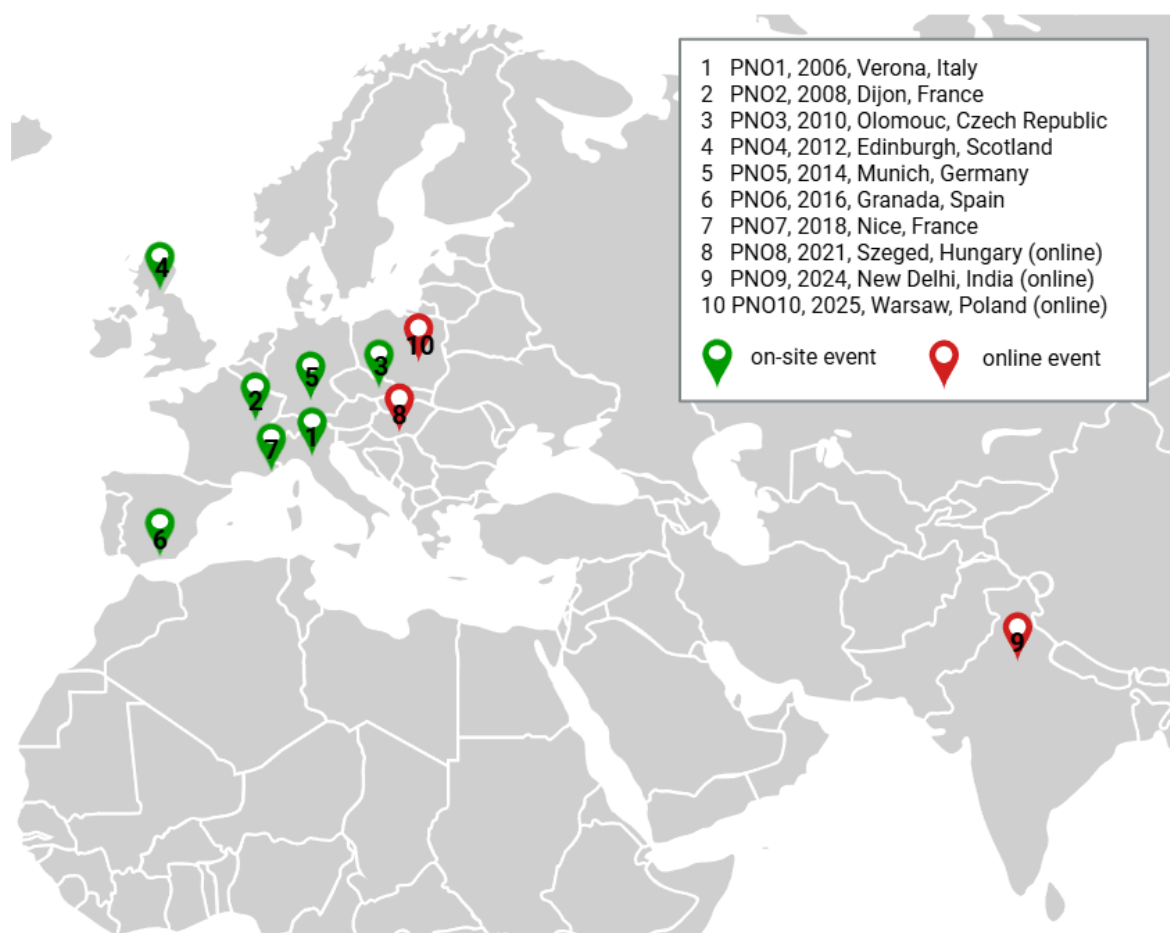 1 PNO1, 2006, Verona, Italy
2 PNO2, 2008, Dijon, France
3 PNO3, 2010, Olomouc, Czech Republic
4 PNO4, 2012, Edinburgh, Scotland
5 PNO5, 2014, Munich, Germany
6 PNO6, 2016, Granada, Spain
7 PNO7, 2018, Nice, France
8 PNO8, 2021, Szeged, Hungary (online)
9 PNO9, 2024, New Delhi, India (online)
10 PNO10, 2025, Warsaw, Poland (online)
on-site event online event
4
10
3
5
2
8
1
7
6
9